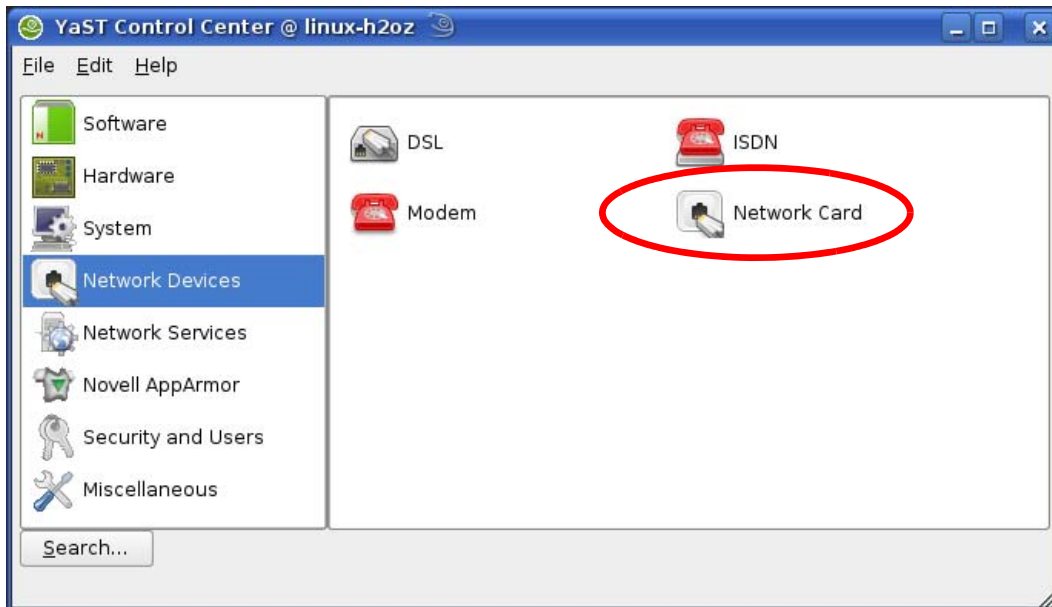 YaST Control Center @ linux-h2oz
File Edit Help
Software
Hardware
System
Network Devices
Network Services
Novell AppArmor
Security and Users
Miscellaneous
DSL
ISDN
Modem
Network Card
Search...